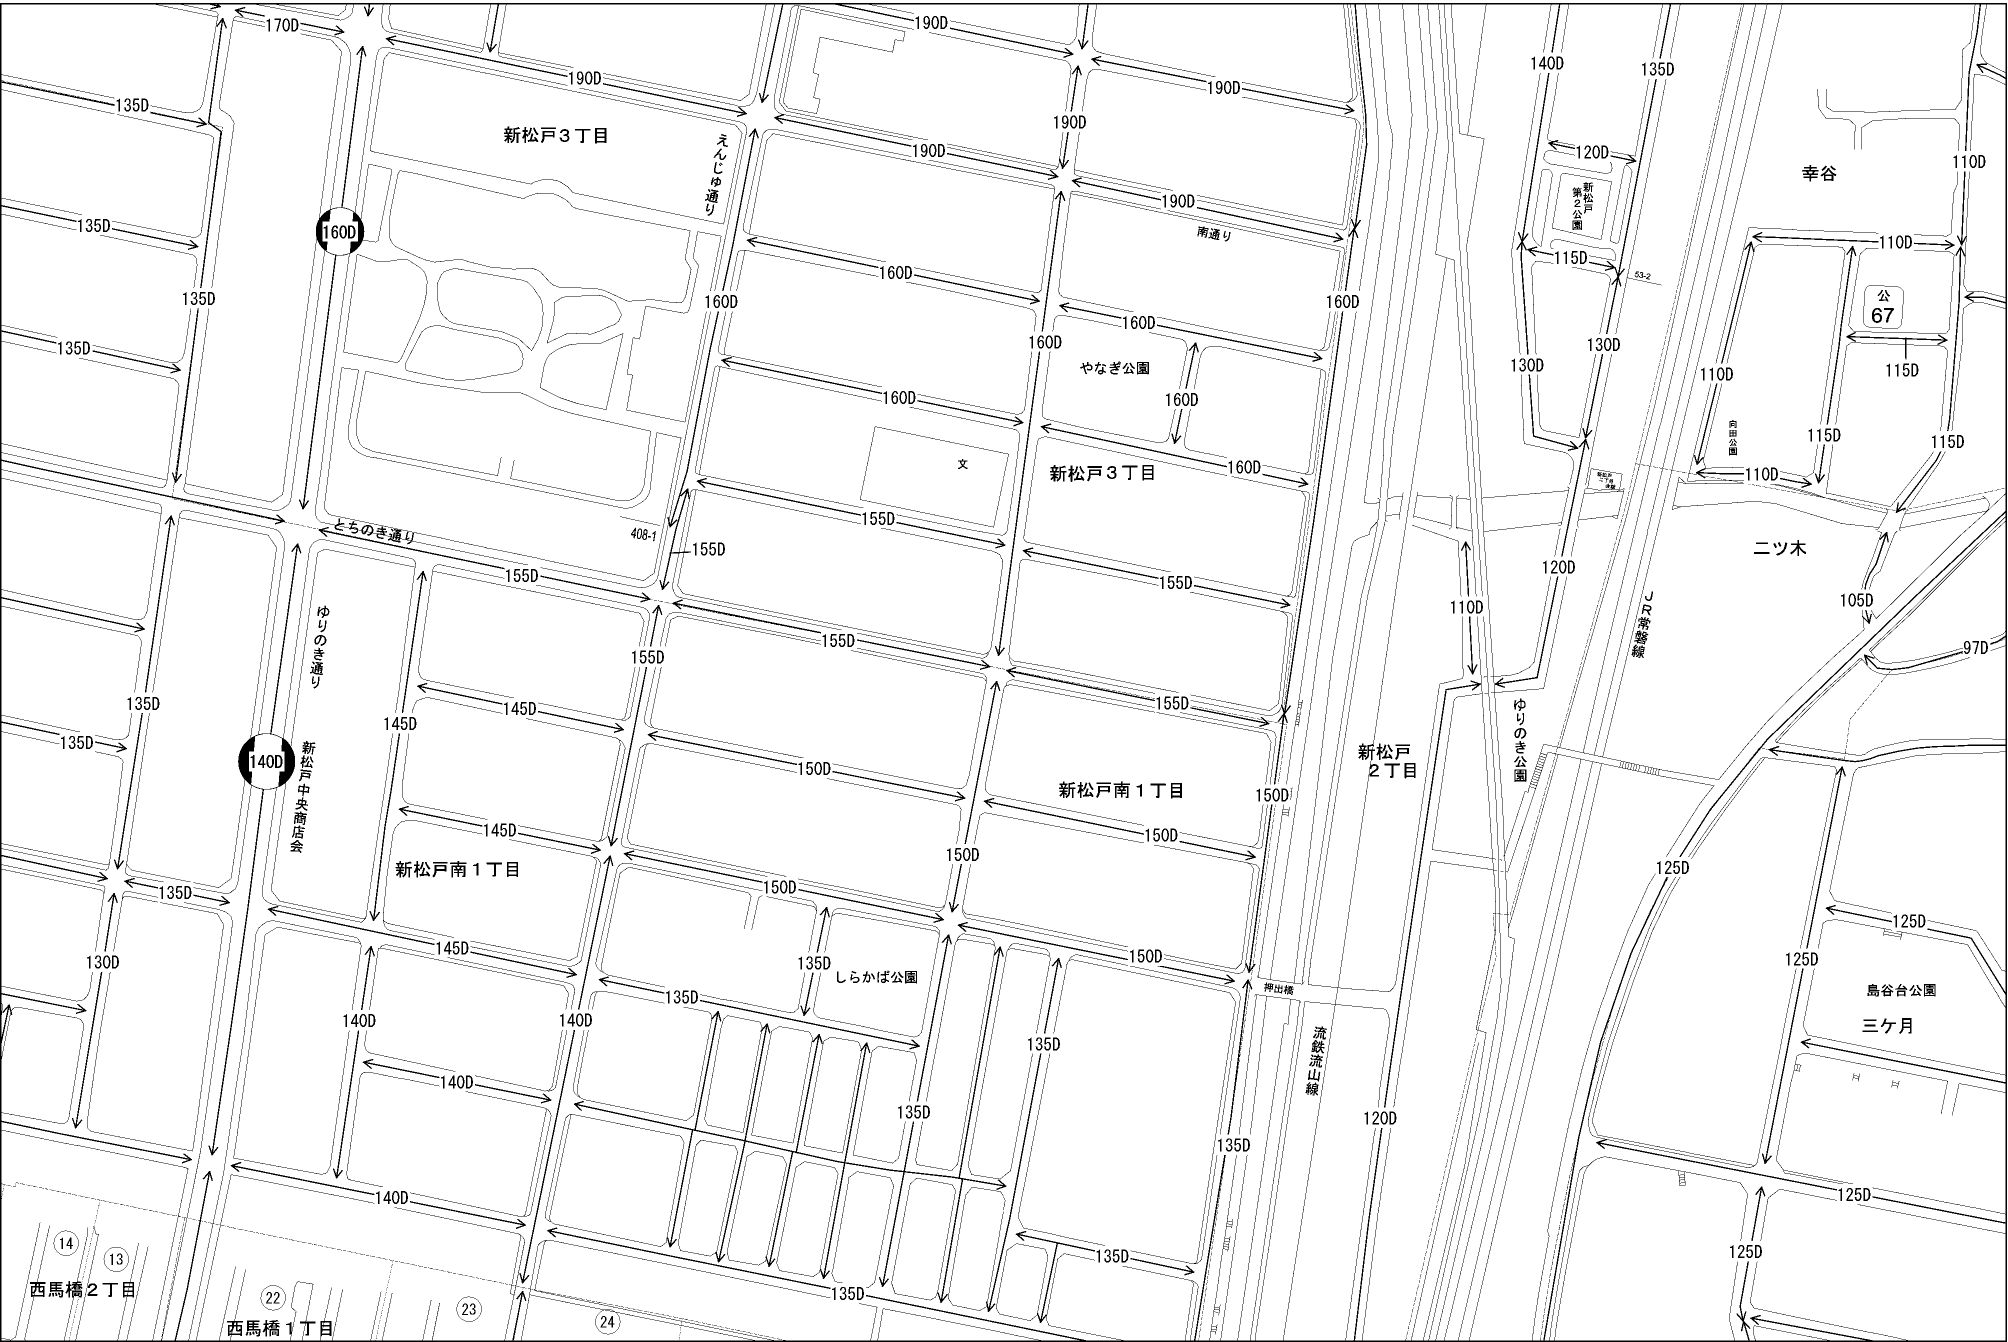 170D
190D
190D
190D
140D
135D
135D
新松戸３丁目
えんじゅ通り
190D
190D
120D
幸谷
110D
新松戸
第２公園
135D
160D
190D
南通り
110D
115D
53-2
135D
160D
160D
160D
公
67
160D
160D
130D
130D
135D
やなぎ公園
115D
110D
160D
160D
115D
向田公園
115D
文
新松戸３丁目
160D
110D
とちのき通り
408-1
155D
155D
二ツ木
155D
155D
120D
105D
ゆりのき通り
110D
JR常磐線
155D
155D
97D
135D
145D
145D
155D
ゆりのき公園
135D
140D
新松戸中央商店会
150D
新松戸
２丁目
新松戸南１丁目
150D
145D
150D
新松戸南１丁目
150D
125D
135D
150D
145D
125D
130D
135D
しらかば公園
150D
125D
135D
押出橋
島谷台公園
140D
140D
三ケ月
135D
流鉄流山線
140D
135D
120D
135D
140D
125D
14
13
135D
125D
西馬橋２丁目
22
23
135D
西馬橋１丁目
24